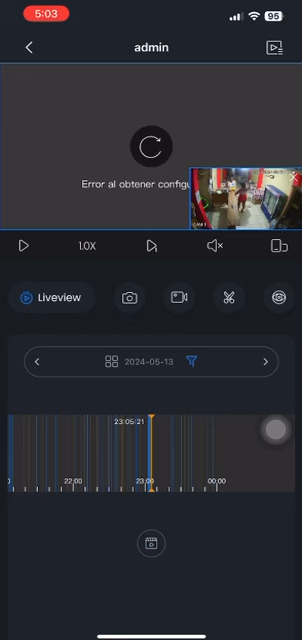 5:03
95
admin
Error al obtener configu
1.0X
Liveview
2024-05-13
23:05:21
22:00
23:00
00:00